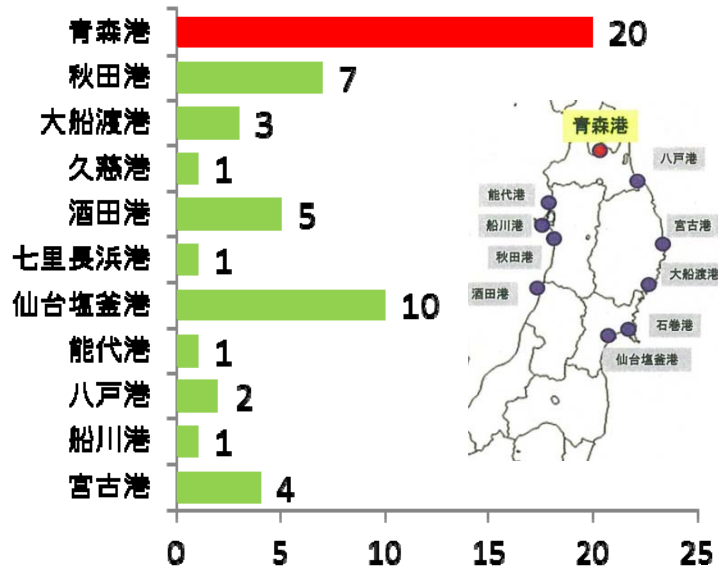 青森港
20
秋田港
7
大船渡港
3
久慈港
1
酒田港
5
七里長浜港
1
仙台塩釜港
10
能代港
1
八戸港
2
船川港
1
宮古港
4
0 5 10 15 20 25
青森港
八戸港
能代港
船川港
宮古港
秋田港
大船渡港
酒田港
石巻港
仙台塩釜港